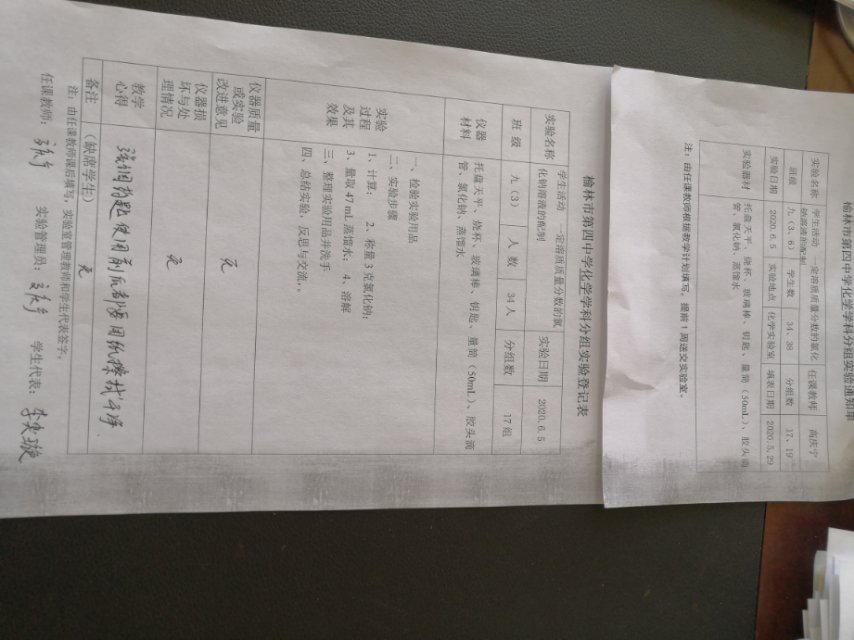 榆林市第四中学化学学科分组实验通知单
实验名称 学生活动 一定溶质质量分数的氯化钠溶液的配制 任课教师 高庆宁
班级 九(3、6) 学生数 34、38 分组数 17、19
实验日期 2020.6.5 实验地点 化学实验室 填表日期 2020.5.29
实验器材 托盘天平、烧杯、玻璃棒、钥匙、量筒(50mL)、胶头滴
管、氯化钠、蒸馏水
注:由任课教师根据教学计划填写,提前1周送交实验室。
榆林市第四中学化学学科分组实验登记表
实验名称 学生活动 一定溶质质量分数的氯化钠溶液的配制 实验日期 2020.6.5
班 级 九(3) 人 数 34人 分组数 17组
仪器材料 托盘天平、烧杯、玻璃棒、钥匙、量筒(50mL)、胶头滴
管、氯化钠、蒸馏水
实验过程及其效果
一、检验实验用品
二、实验步骤
1、计算; 2、称量3克氯化钠;
3、量取47mL蒸馏水; 4、溶解
三、整理实验用品并洗手
四、总结实验,反思与交流,。
仪器质量或实验改进意见 无
仪器损坏与处理情况 无
教学心得 强调药匙使用前后都要用纸擦拭干净.
备注 (缺席学生) 无
注:由任课教师课后填写,实验室管理教师和学生代表签字。
任课教师: 实验管理员: 学生代表: